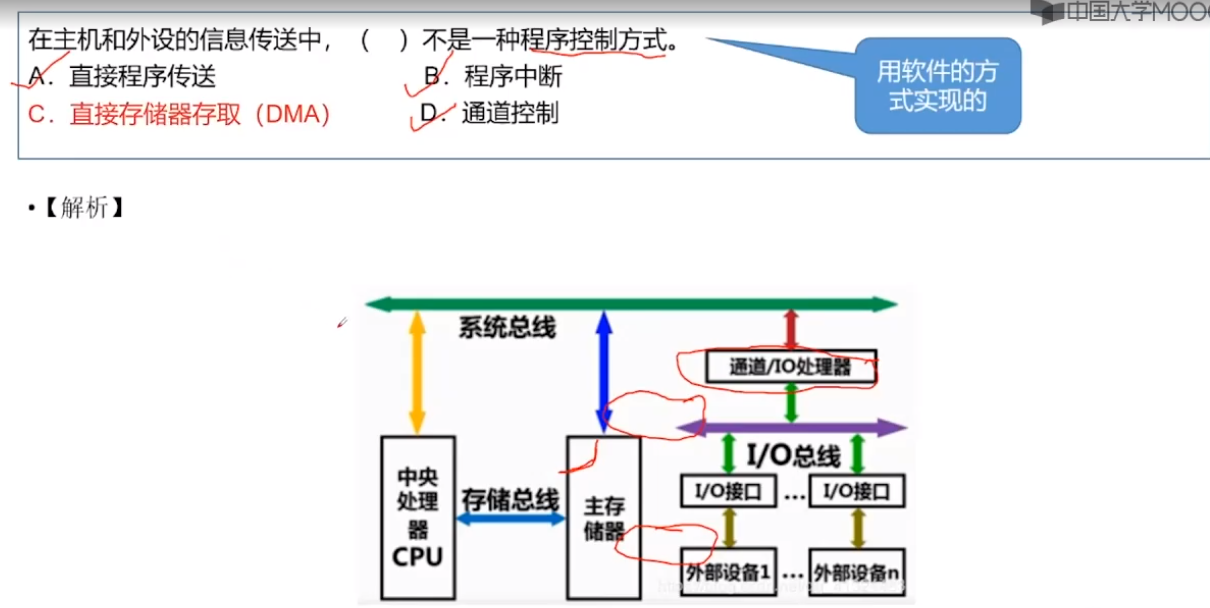 中国大学MOO
在主机和外设的信息传送中，（ ）不是一种程序控制方式。
A．直接程序传送
B．程序中断
C．直接存储器存取（DMA）
D．通道控制
用软件的方
式实现的
•【解析】
系统总线
通道/IO处理器
I/O总线
中央
处理
器
CPU
存储总线
主存
储器
I/O接口
...
I/O接口
外部设备1
...
外部设备n